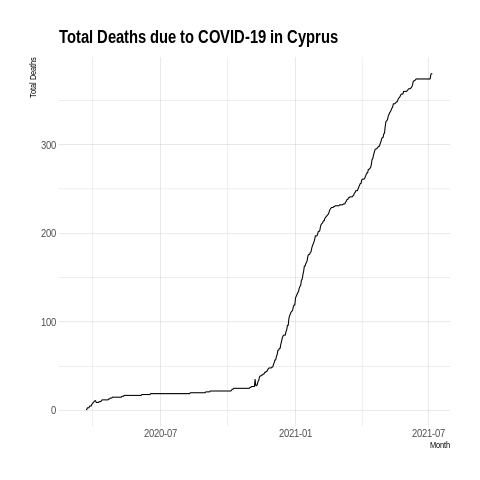 Total Deaths due to COVID-19 in Cyprus
Total Deaths
300
200
100
0
2020-07
2021-01
2021-07
Month